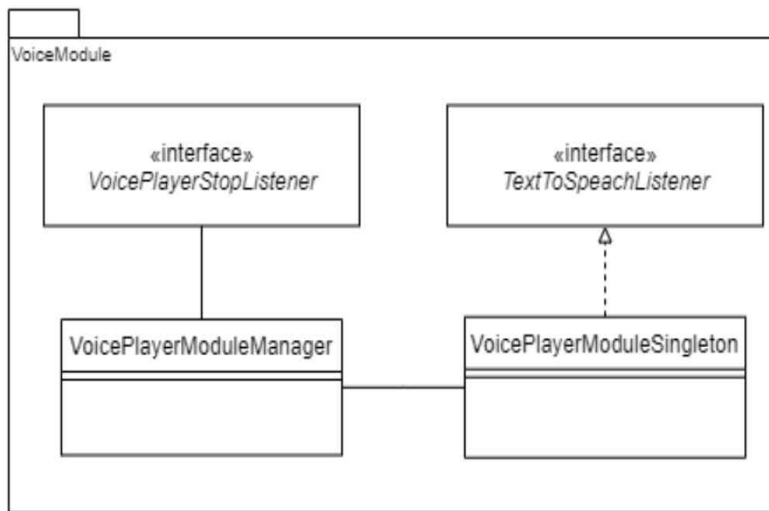 VoiceModule
«interface»
VoicePlayerStopListener
«interface»
TextToSpeachListener
VoicePlayerModuleManager
VoicePlayerModuleSingleton